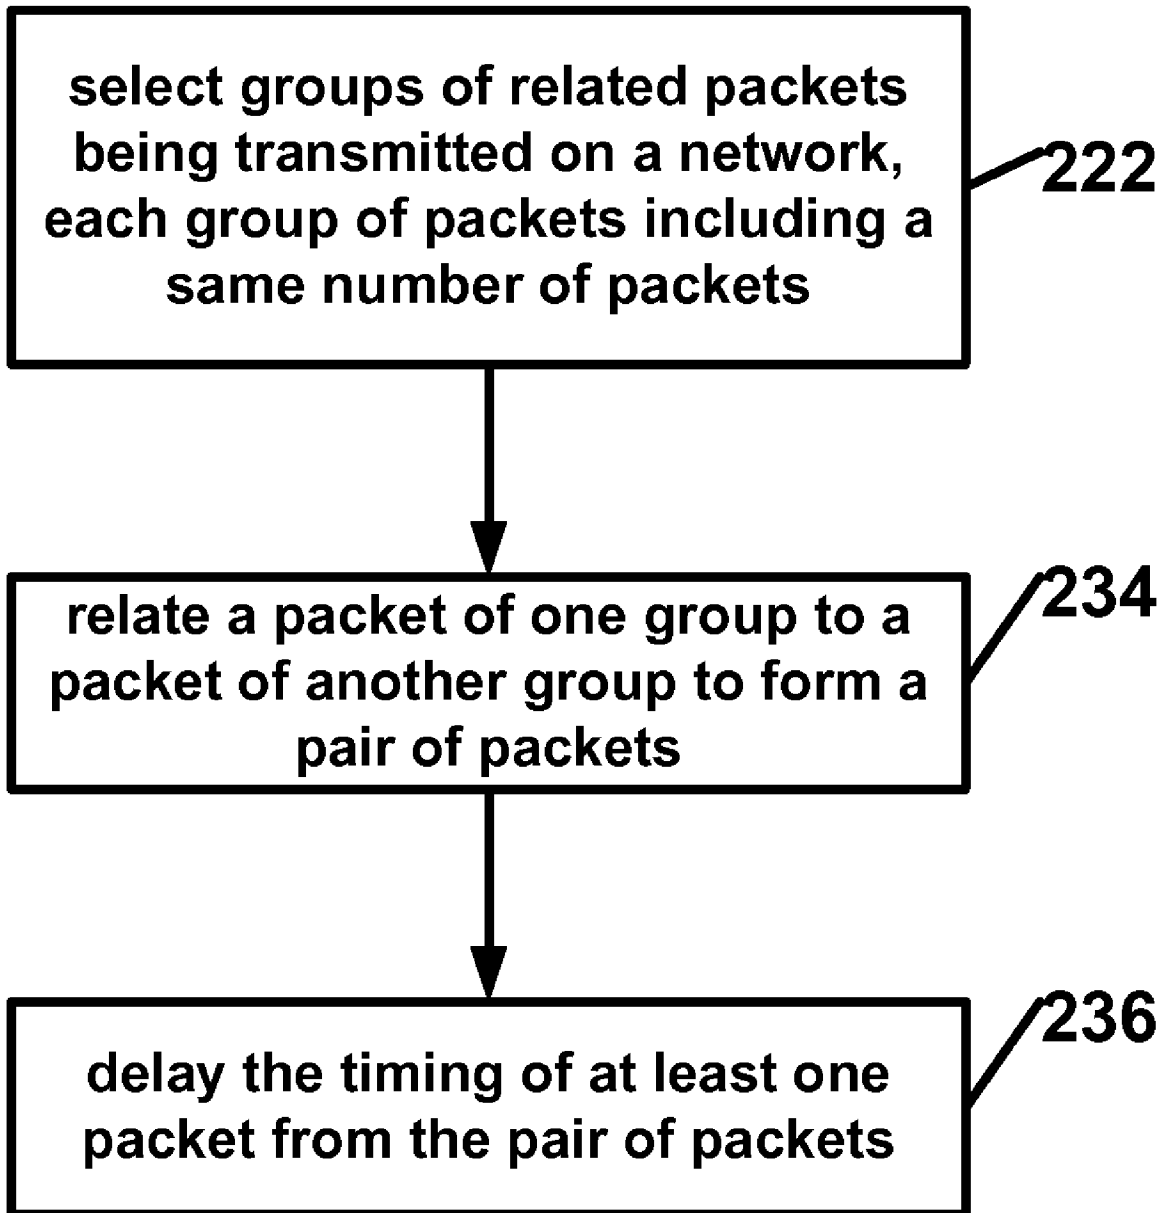 select groups of related packets
being transmitted on a network,
each group of packets including a
same number of packets
222
relate a packet of one group to a
packet of another group to form a
pair of packets
234
delay the timing of at least one
packet from the pair of packets
236